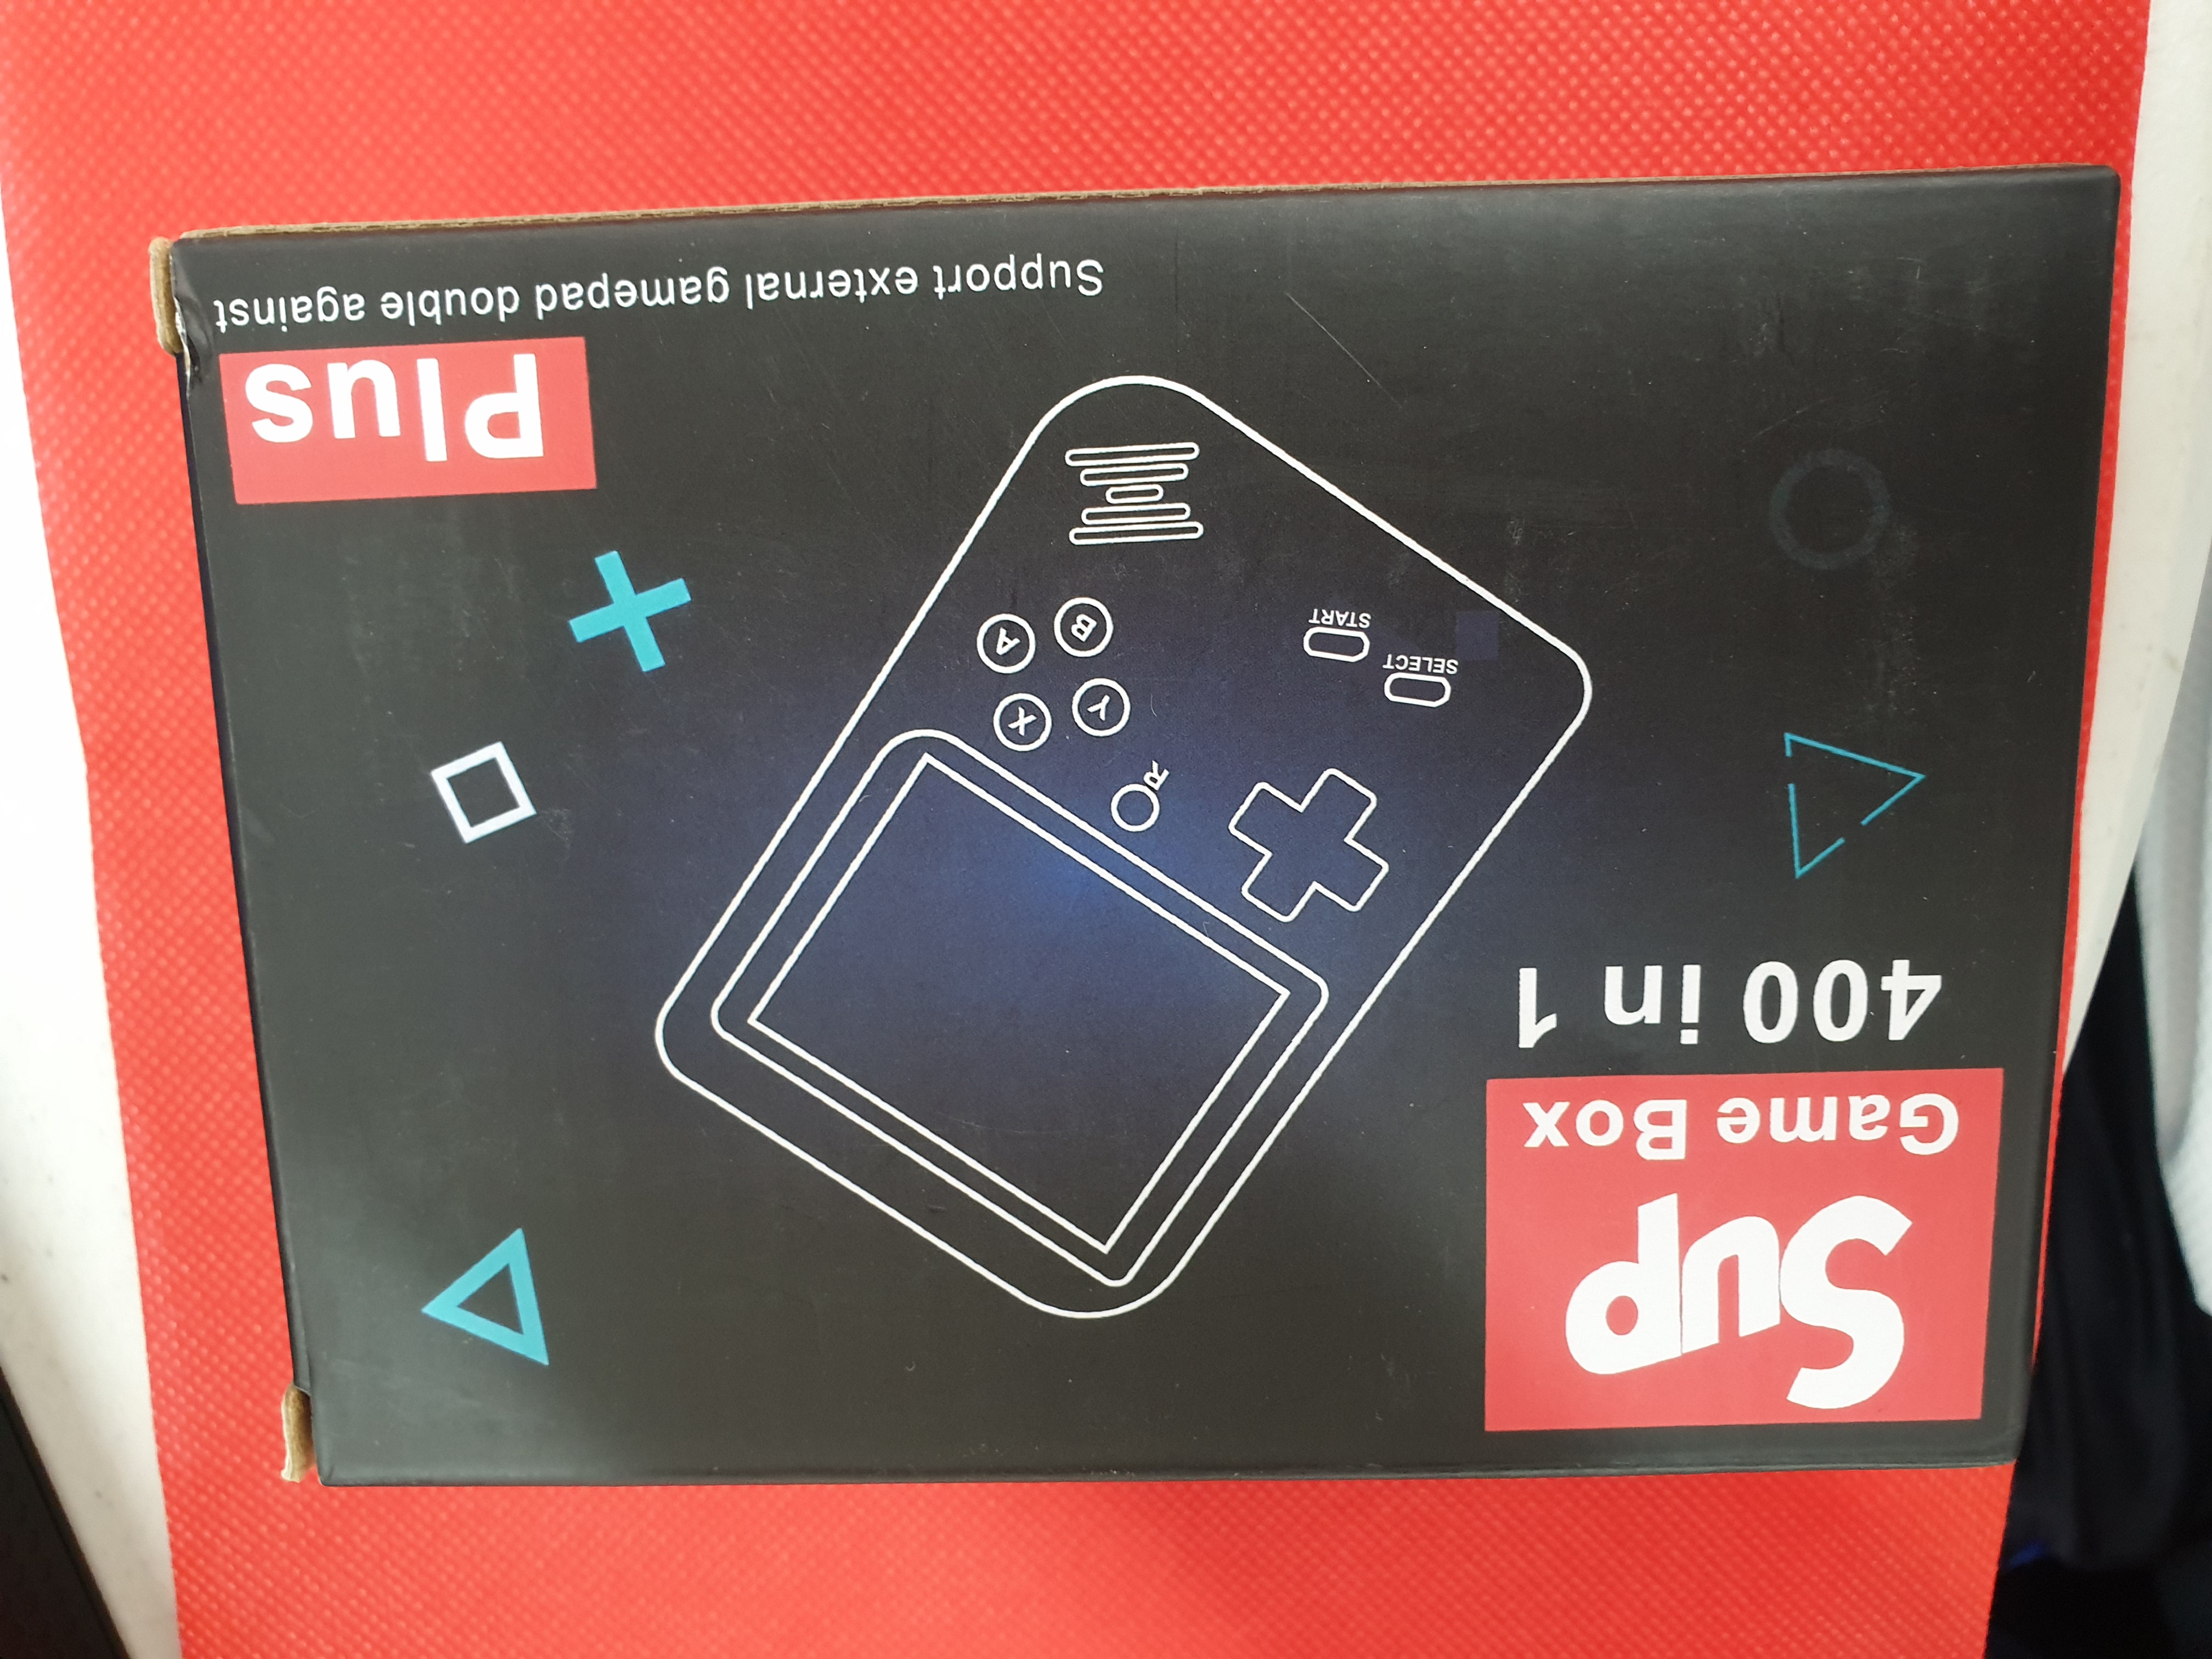 Sup
Game Box
400 in 1
R
Y
X
B
A
SELECT
START
Plus
Support external gamepad double against